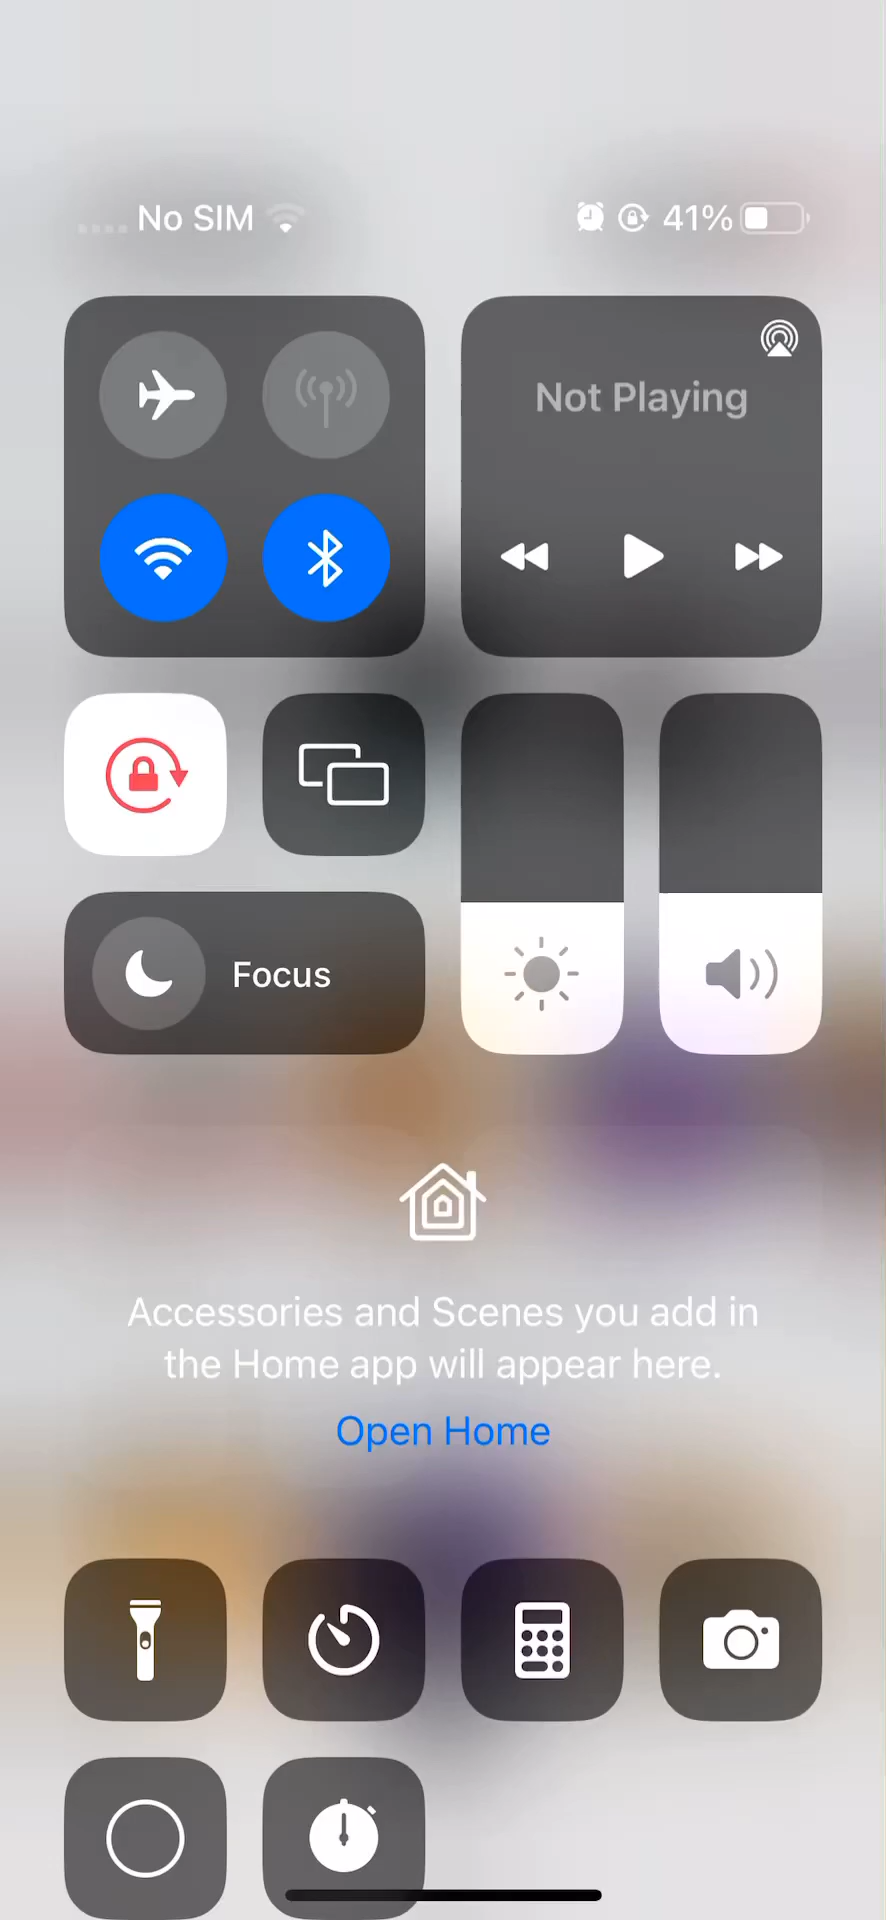 No SIM
41%
Not Playing
Focus
Accessories and Scenes you add in
the Home app will appear here.
Open Home